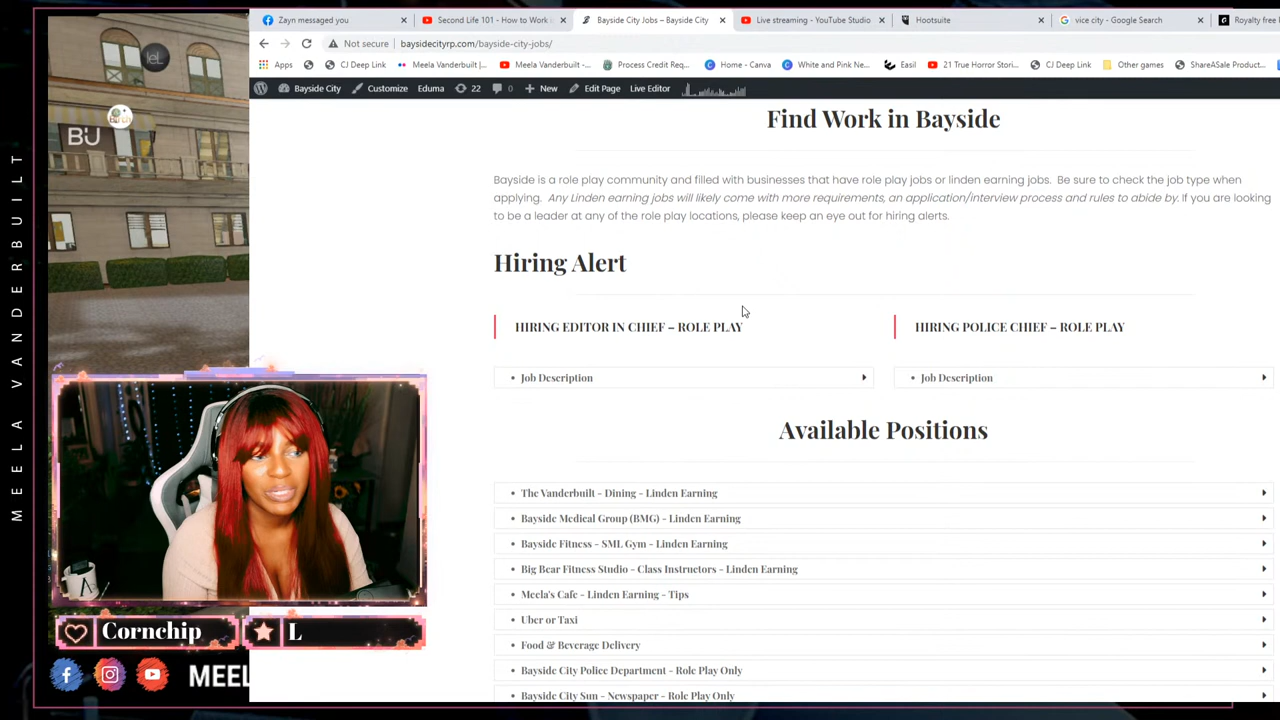 Zayn messaged you
Second Life 101 - How to Work in
Bayside City Jobs – Bayside City
Live streaming - YouTube Studio
Hootsuite
vice city - Google Search
Royalty free
Not secure
baysidecityrp.com/bayside-city-jobs/
Apps
CJ Deep Link
Meela Vanderbuilt |...
Meela Vanderbuilt...
Process Credit Req...
Home - Canva
White and Pink Ne...
Easil
21 True Horror Stori...
CJ Deep Link
Other games
ShareASale Product...
Bayside City
Customize
Eduma
22
0
New
Edit Page
Live Editor
Find Work in Bayside
Bayside is a role play community and filled with businesses that have role play jobs or linden earning jobs. Be sure to check the job type when
applying. Any Linden earning jobs will likely come with more requirements, an application/interview process and rules to abide by. If you are looking
to be a leader at any of the role play locations, please keep an eye out for hiring alerts.
Hiring Alert
HIRING EDITOR IN CHIEF – ROLE PLAY
HIRING POLICE CHIEF – ROLE PLAY
Job Description
Job Description
Available Positions
The Vanderbuilt - Dining - Linden Earning
Bayside Medical Group (BMG) - Linden Earning
Bayside Fitness - SML Gym - Linden Earning
Big Bear Fitness Studio - Class Instructors - Linden Earning
Meela's Cafe - Linden Earning - Tips
Uber or Taxi
Food & Beverage Delivery
Bayside City Police Department - Role Play Only
Bayside City Sun - Newspaper - Role Play Only
MEELA VANDERBUILT
leL
BIJ
Cornchip
L
MEEL